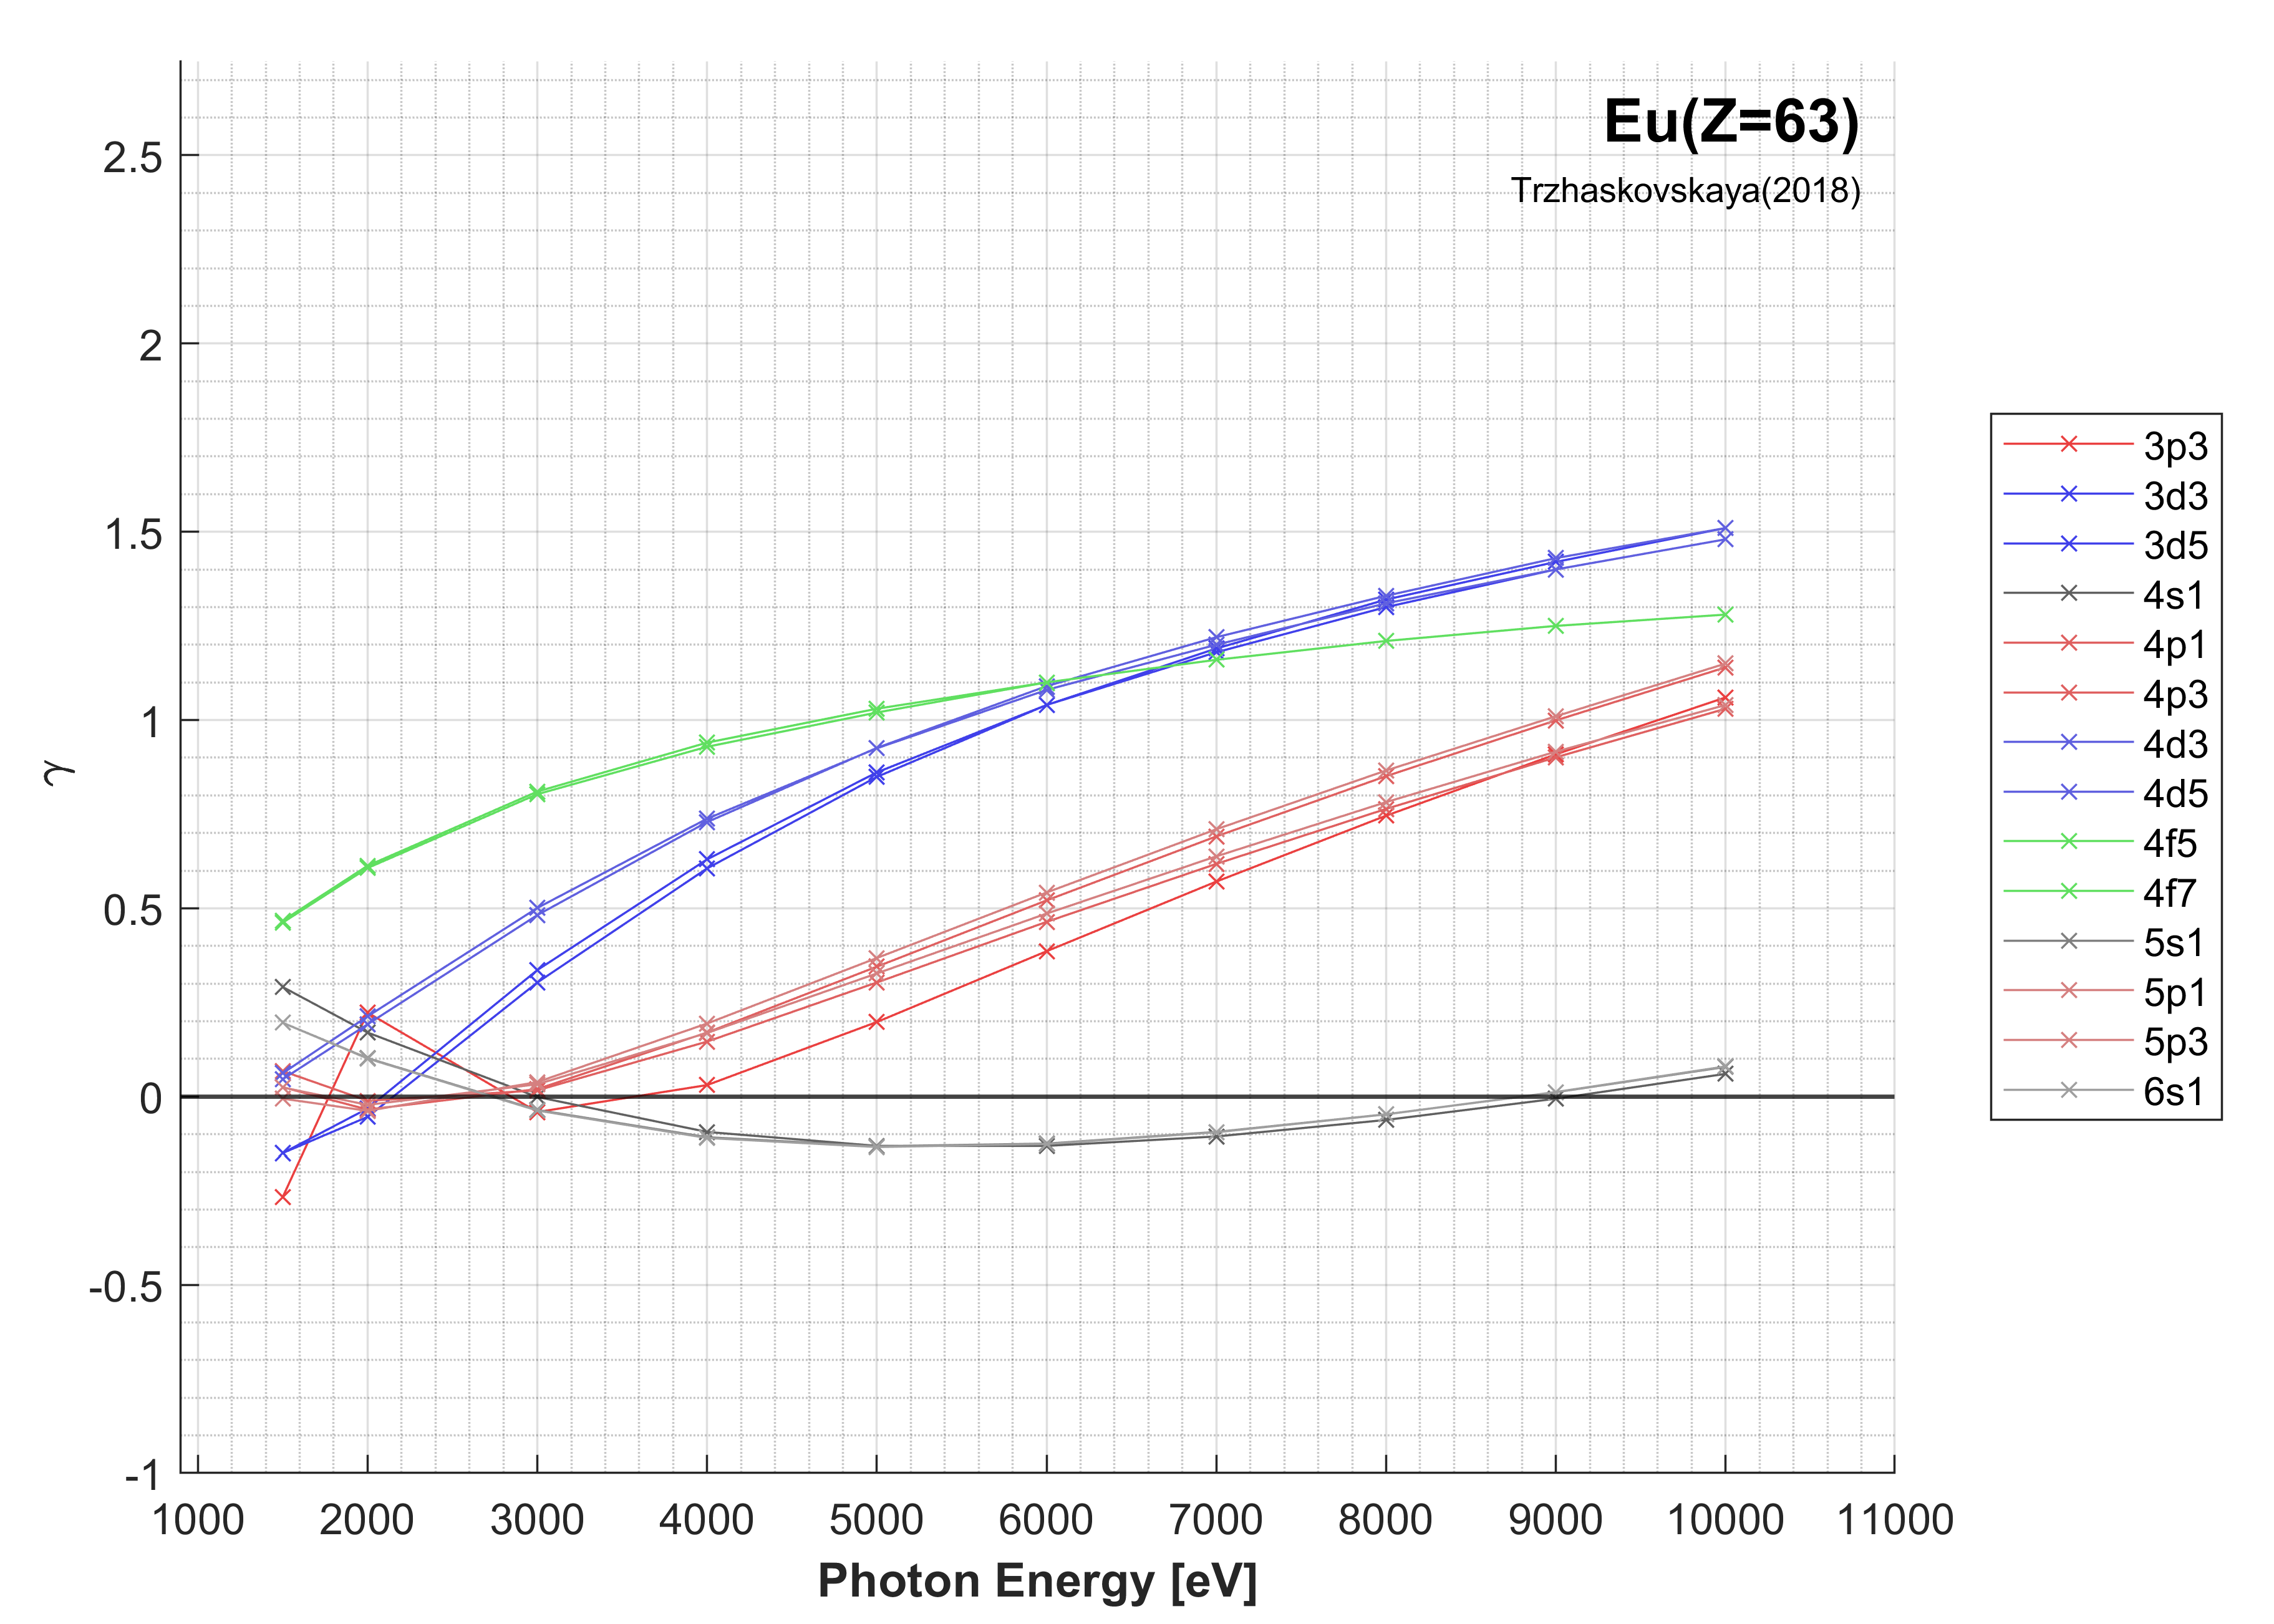 Eu(Z=63)
Trzhaskovskaya(2018)
2.5
2
1.5
1
0.5
0
-0.5
-1
γ
1000 2000 3000 4000 5000 6000 7000 8000 9000 10000 11000
Photon Energy [eV]
3p3
3d3
3d5
4s1
4p1
4p3
4d3
4d5
4f5
4f7
5s1
5p1
5p3
6s1